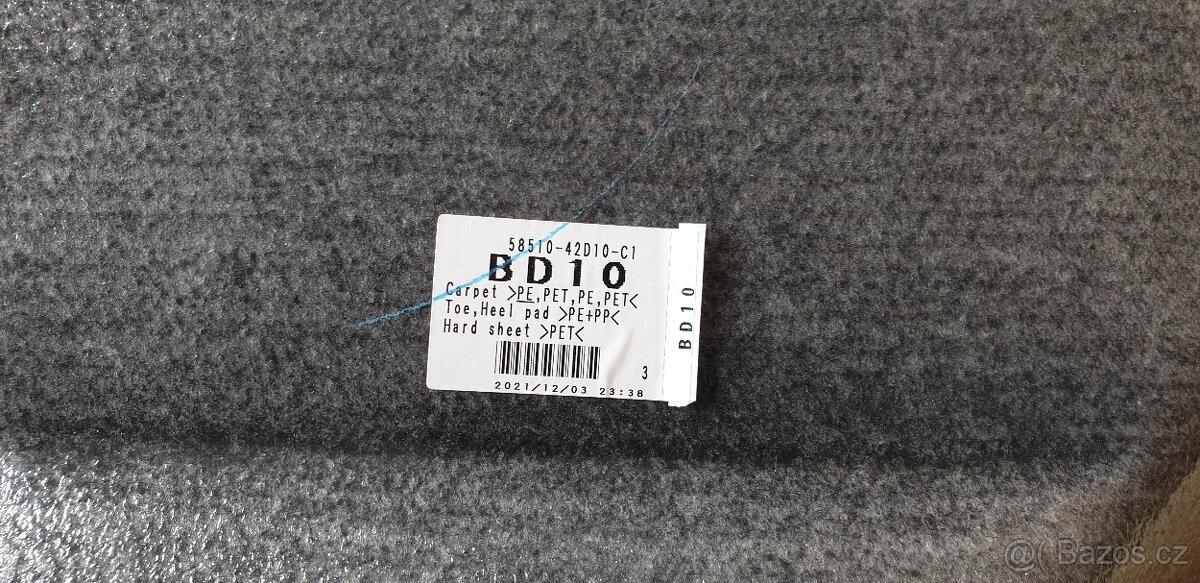 58510-42D10-C1
BD10
Carpet >PE,PET,PE,PET<
Toe,Heel pad >PE+PP<
Hard sheet >PET<
3
2021/12/03 23:38
BD10
@ Bazos.cz